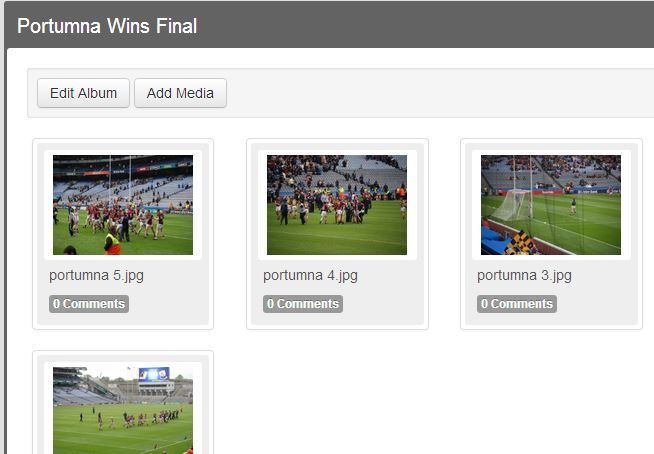 Portumna Wins Final
Edit Album Add Media
portumna 5.jpg portumna 4.jpg portumna 3.jpg
0 Comments 0 Comments 0 Comments